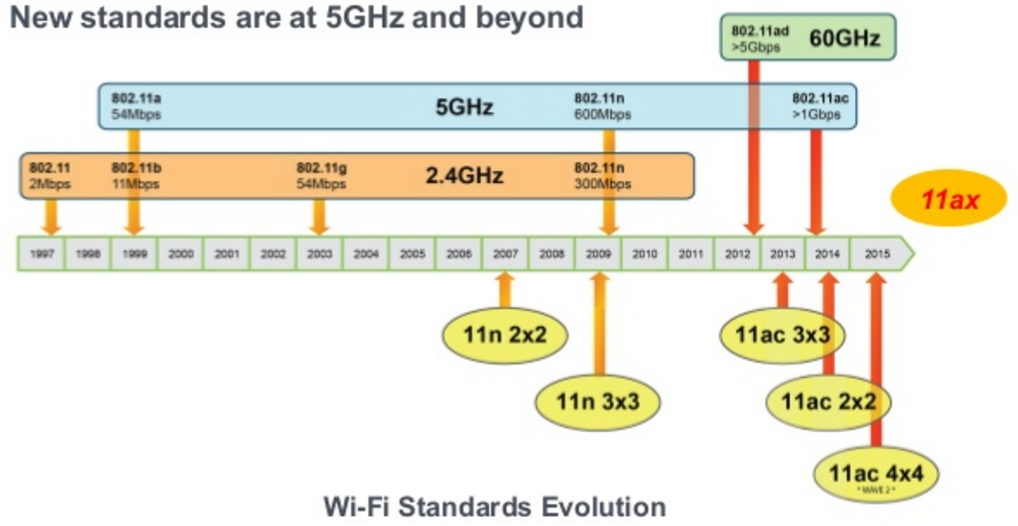 New standards are at 5GHz and beyond
802.11ad
>5Gbps
60GHz
802.11a
54Mbps
5GHz
802.11n
600Mbps
802.11ac
>1Gbps
802.11
2Mbps
802.11b
11Mbps
802.11g
54Mbps
2.4GHz
802.11n
300Mbps
11ax
1997 1998 1999 2000 2001 2002 2003 2004 2005 2006 2007 2008 2009 2010 2011 2012 2013 2014 2015
11n 2x2
11ac 3x3
11n 3x3
11ac 2x2
11ac 4x4
* WAVE 2 *
Wi-Fi Standards Evolution